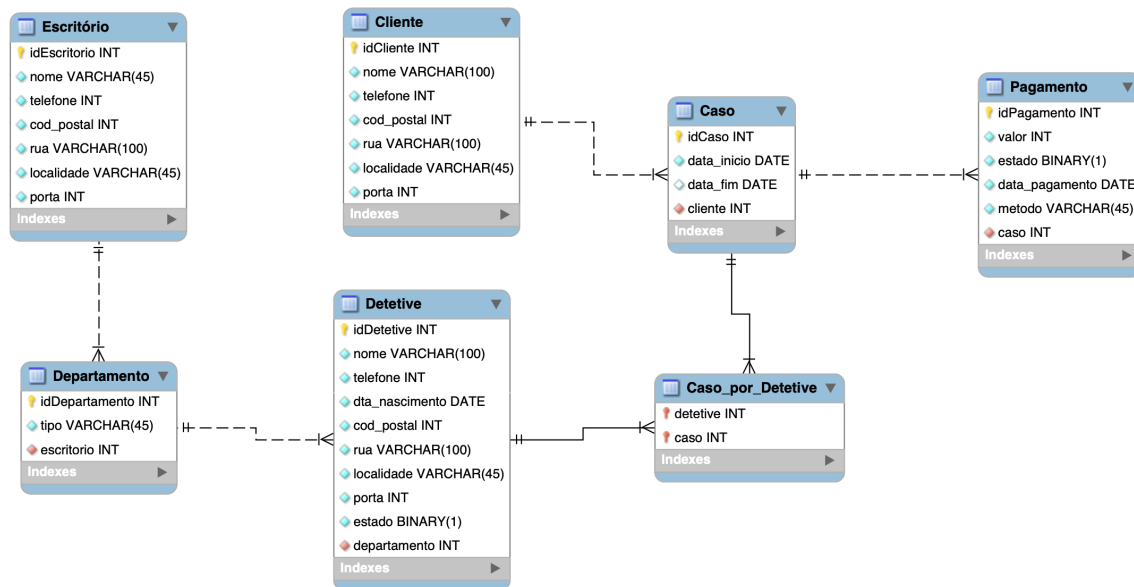 Escritório
idEscritorio INT
nome VARCHAR(45)
telefone INT
cod_postal INT
rua VARCHAR(100)
localidade VARCHAR(45)
porta INT
Indexes
Cliente
idCliente INT
nome VARCHAR(100)
telefone INT
cod_postal INT
rua VARCHAR(100)
localidade VARCHAR(45)
porta INT
Indexes
Caso
idCaso INT
data_inicio DATE
data_fim DATE
cliente INT
Indexes
Pagamento
idPagamento INT
valor INT
estado BINARY(1)
data_pagamento DATE
metodo VARCHAR(45)
caso INT
Indexes
Departamento
idDepartamento INT
tipo VARCHAR(45)
escritorio INT
Indexes
Detetive
idDetetive INT
nome VARCHAR(100)
telefone INT
dta_nascimento DATE
cod_postal INT
rua VARCHAR(100)
localidade VARCHAR(45)
porta INT
estado BINARY(1)
departamento INT
Indexes
Caso_por_Detetive
detetive INT
caso INT
Indexes